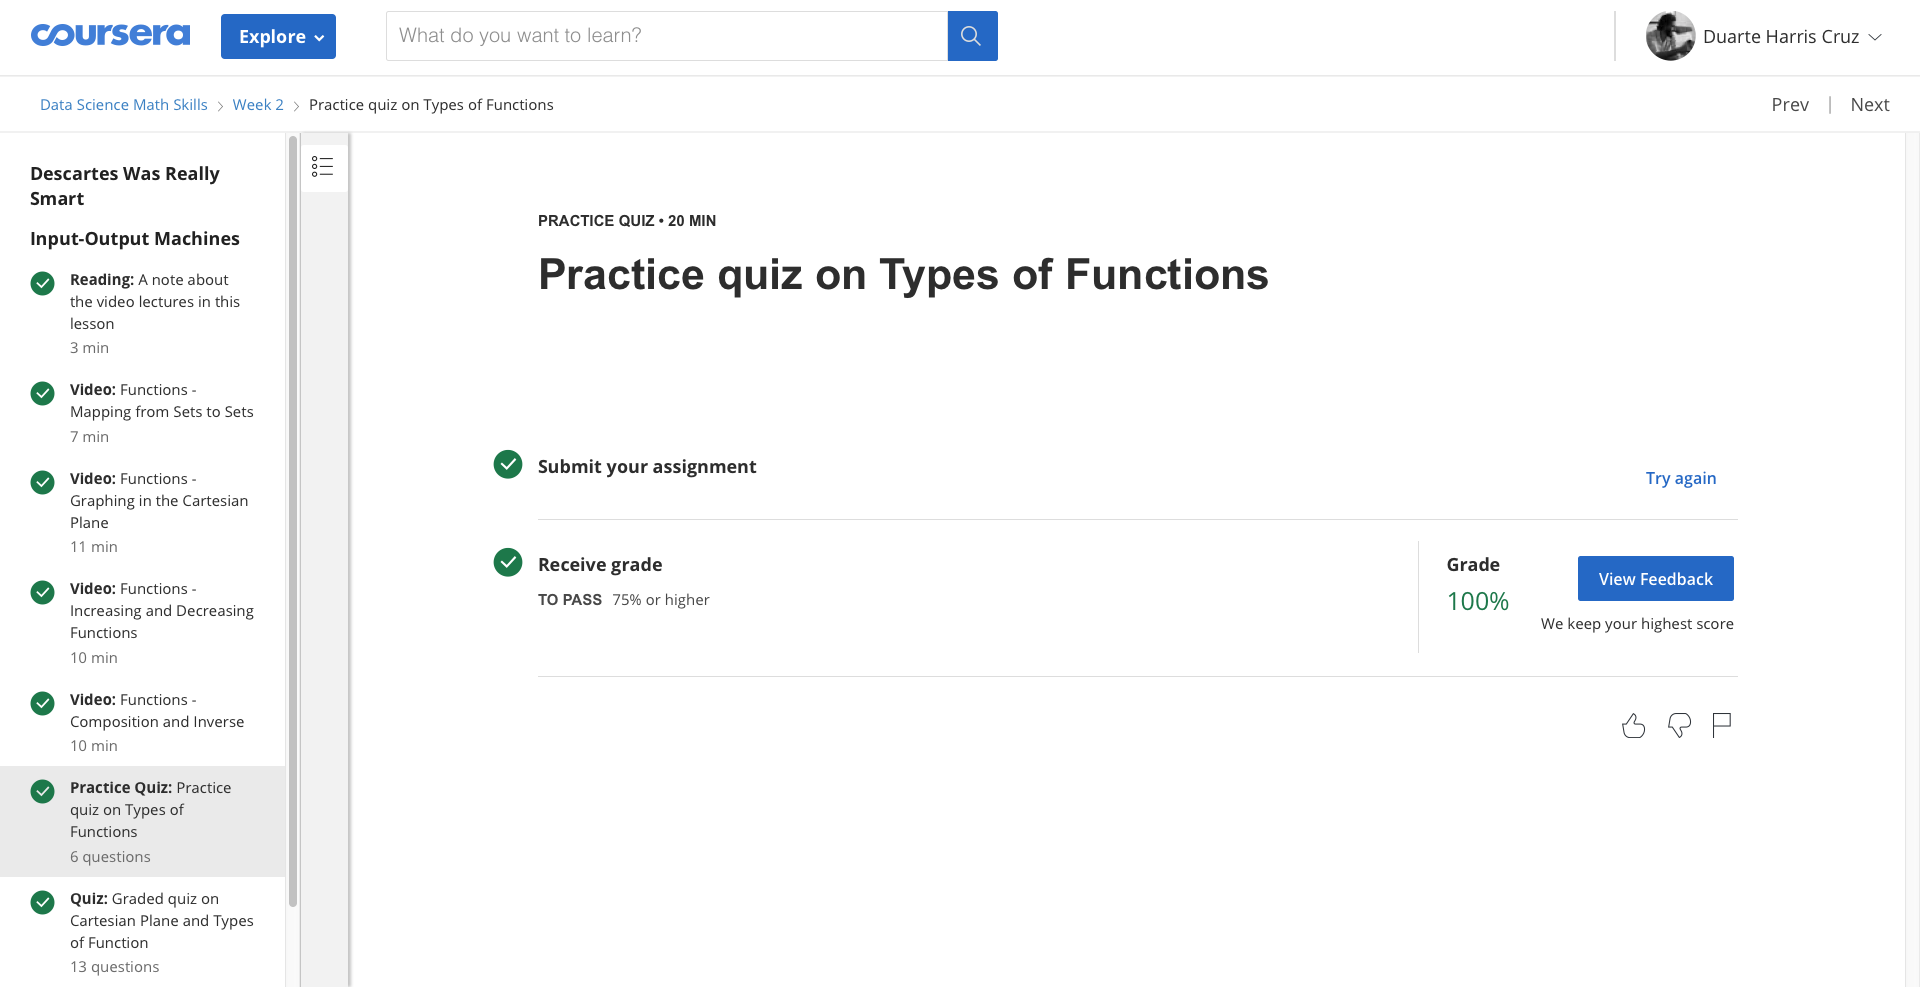 coursera
Explore
What do you want to learn?
Duarte Harris Cruz
Data Science Math Skills
Week 2
Practice quiz on Types of Functions
Prev | Next
Descartes Was Really
Smart
Input-Output Machines
Reading: A note about
the video lectures in this
lesson
3 min
Video: Functions -
Mapping from Sets to Sets
7 min
Video: Functions -
Graphing in the Cartesian
Plane
11 min
Video: Functions -
Increasing and Decreasing
Functions
10 min
Video: Functions -
Composition and Inverse
10 min
Practice Quiz: Practice
quiz on Types of
Functions
6 questions
Quiz: Graded quiz on
Cartesian Plane and Types
of Function
13 questions
PRACTICE QUIZ • 20 MIN
Practice quiz on Types of Functions
Submit your assignment
Try again
Receive grade
TO PASS 75% or higher
Grade
100%
View Feedback
We keep your highest score